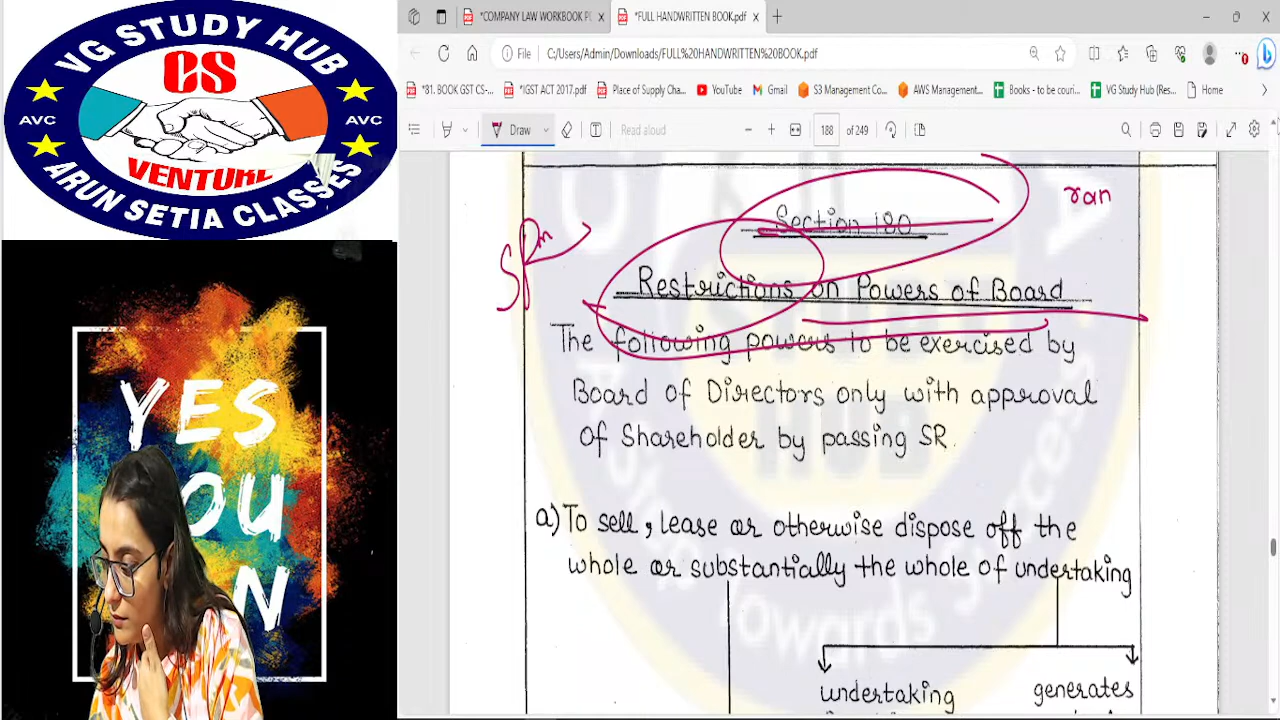 VG STUDY HUB
CS
AVC
AVC
VENTURE
ARUN SETIA CLASSES
YES
YOU
N
*COMPANY LAW WORKBOOK P
*FULL HANDWRITTEN BOOK.pdf
File
C:/Users/Admin/Downloads/FULL%20HANDWRITTEN%20BOOK.pdf
*81. BOOK GST CS-...
*IGST ACT 2017.pdf
Place or Supply Cha...
YouTube
Gmail
S3 Management Co...
AWS Management...
Books - to be couri...
VG Study Hub (Res...
Home
Draw
Read aloud
188
of 249
Section 180
ran
Restrictions on Powers of Board
The following powers to be exercised by
Board of Directors only with approval
of Shareholder by passing SR.
a) To sell, lease or otherwise dispose off the
whole or substantially the whole of undertaking
undertaking
generates